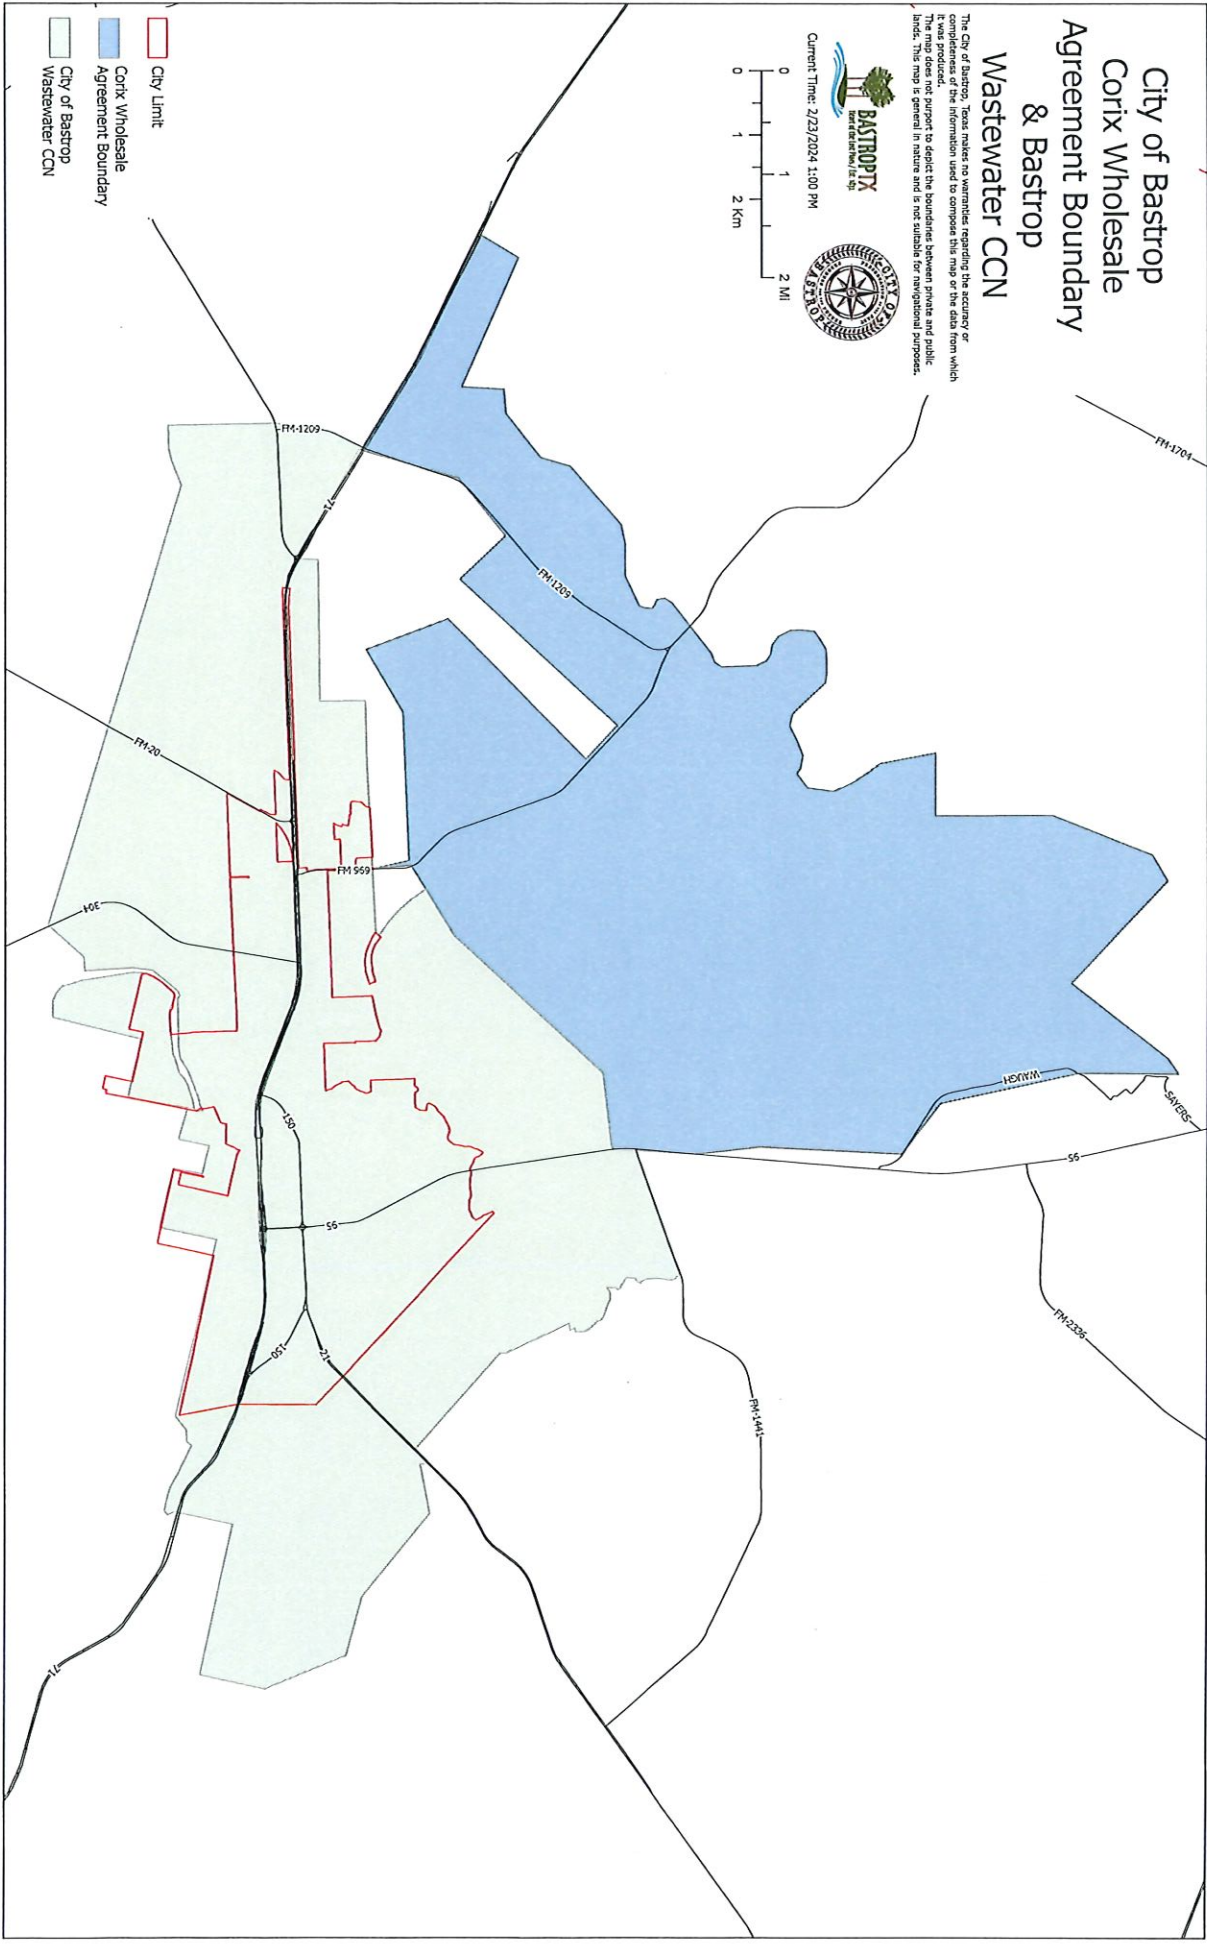 City of Bastrop
Corix Wholesale
Agreement Boundary
& Bastrop
Wastewater CCN
The City of Bastrop, Texas makes no warranties regarding the accuracy or
completeness of the information used to compose this map or the data from which
it was produced.
The map does not purport to depict the boundaries between private and public
lands. This map is general in nature and is not suitable for navigational purposes.
BASTROPTX
CITY OF
BASTROP
Current Time: 2/23/2024 1:00 PM
0 1 2 Mi
0 1 2 Km
City Limit
Corix Wholesale
Agreement Boundary
City of Bastrop
Wastewater CCN
FM-1704
FM-1209
71
FM-1209
FM-20
FM 969
304
WAUGH
SAYERS
95
150
95
FM-2336
150
21
FM-1441
71